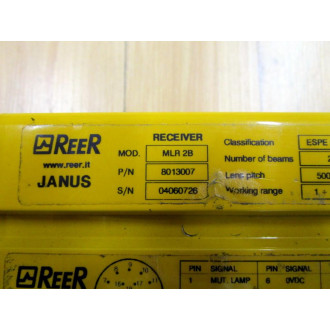 REER
www.reer.it
JANUS
RECEIVER
MOD. MLR 2B
P/N 8013007
S/N 04060726
Classification ESPE
Number of beams
Lens pitch 500
Working range
REER
PIN SIGNAL PIN SIGNAL
1 MUT. LAMP 6 0VDC